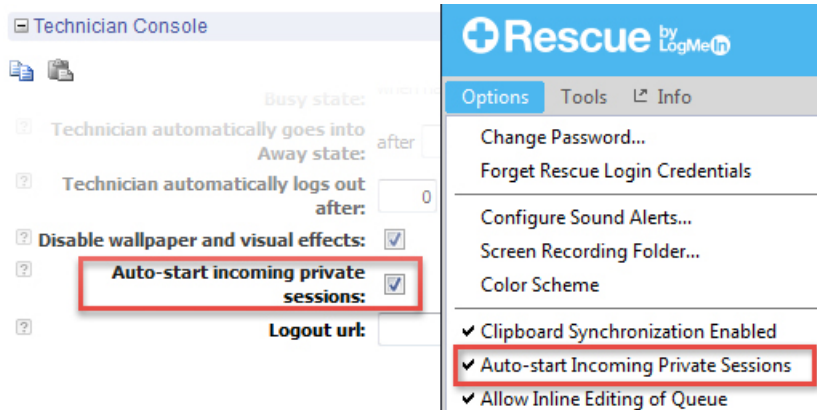 Technician Console
Busy state:
Technician automatically goes into
Away state:
after
Technician automatically logs out
after:
0
Disable wallpaper and visual effects:
Auto-start incoming private
sessions:
Logout url:
Rescue by LogMeIn
Options Tools Info
Change Password...
Forget Rescue Login Credentials
Configure Sound Alerts...
Screen Recording Folder...
Color Scheme
Clipboard Synchronization Enabled
Auto-start Incoming Private Sessions
Allow Inline Editing of Queue